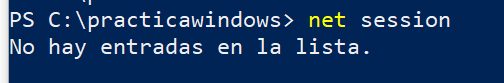 PS C:\practicawindows> net session
No hay entradas en la lista.